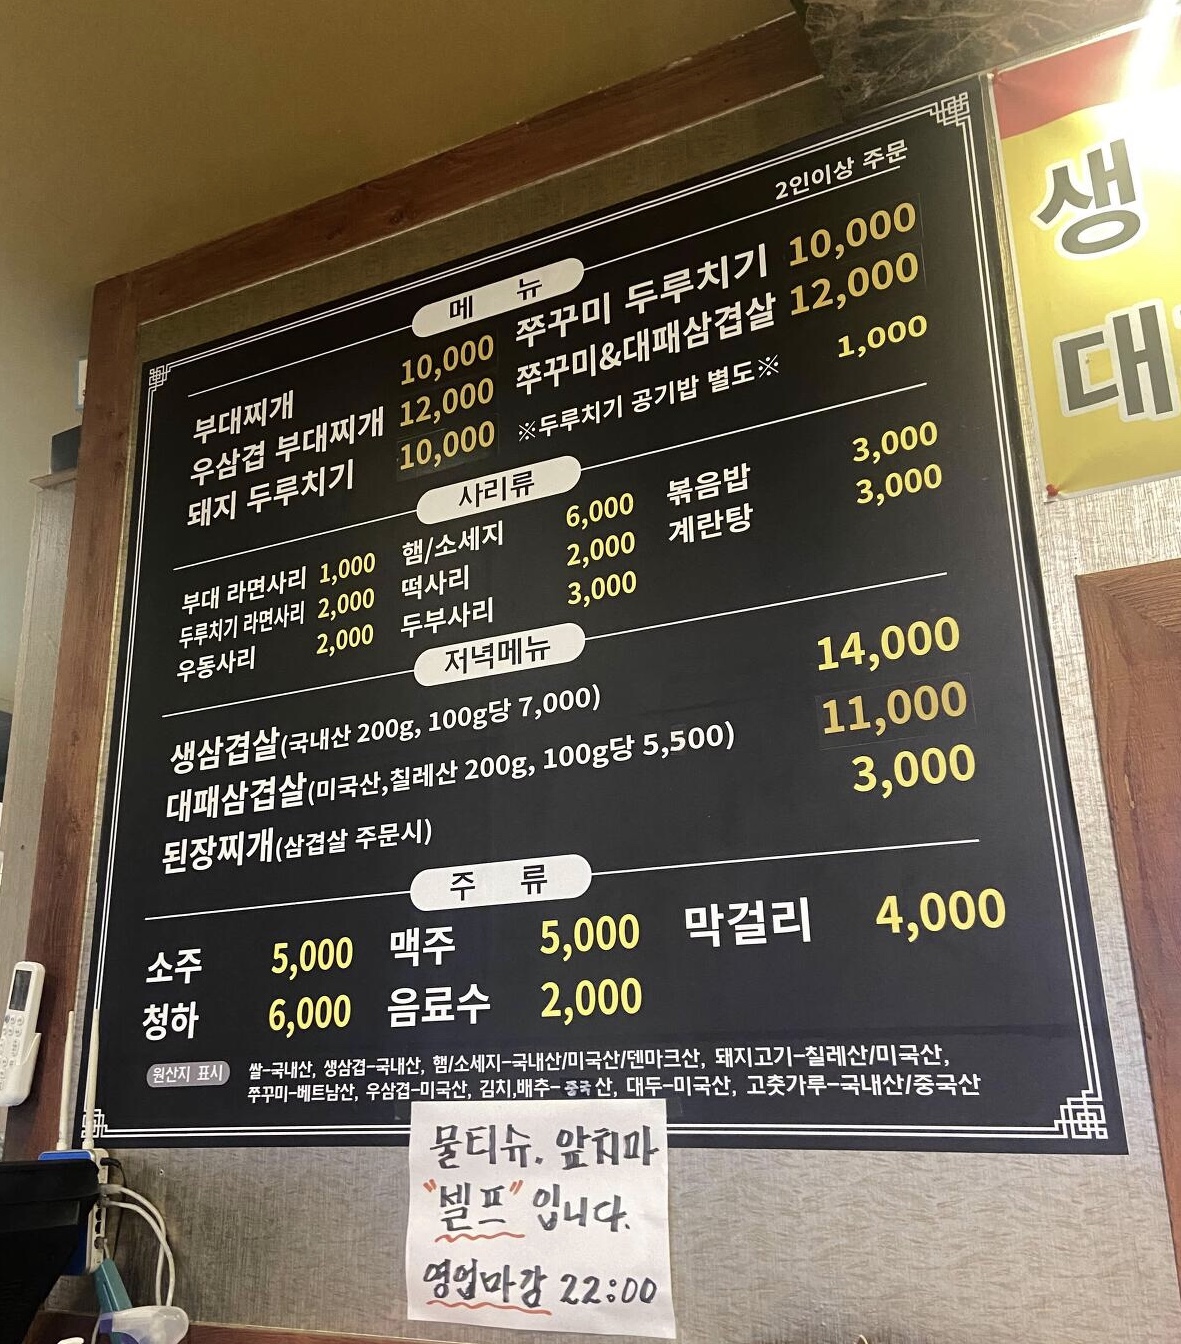 2인이상 주문
메 뉴
부대찌개 10,000
우삼겹 부대찌개 12,000
돼지 두루치기 10,000
쭈꾸미 두루치기 10,000
쭈꾸미&대패삼겹살 12,000
※두루치기 공기밥 별도※ 1,000
사리류
부대 라면사리 1,000
두루치기 라면사리 2,000
우동사리 2,000
햄/소세지 6,000
떡사리 2,000
두부사리 3,000
볶음밥 3,000
계란탕 3,000
저녁메뉴
생삼겹살(국내산 200g, 100g당 7,000) 14,000
대패삼겹살(미국산,칠레산 200g, 100g당 5,500) 11,000
된장찌개(삼겹살 주문시) 3,000
주 류
소주 5,000 맥주 5,000 막걸리 4,000
청하 6,000 음료수 2,000
원산지 표시
쌀-국내산, 생삼겹-국내산, 햄/소세지-국내산/미국산/덴마크산, 돼지고기-칠레산/미국산,
쭈꾸미-베트남산, 우삼겹-미국산, 김치,배추-중국산, 대두-미국산, 고춧가루-국내산/중국산
물티슈. 앞치마
"셀프" 입니다.
영업마감 22:00
생
대